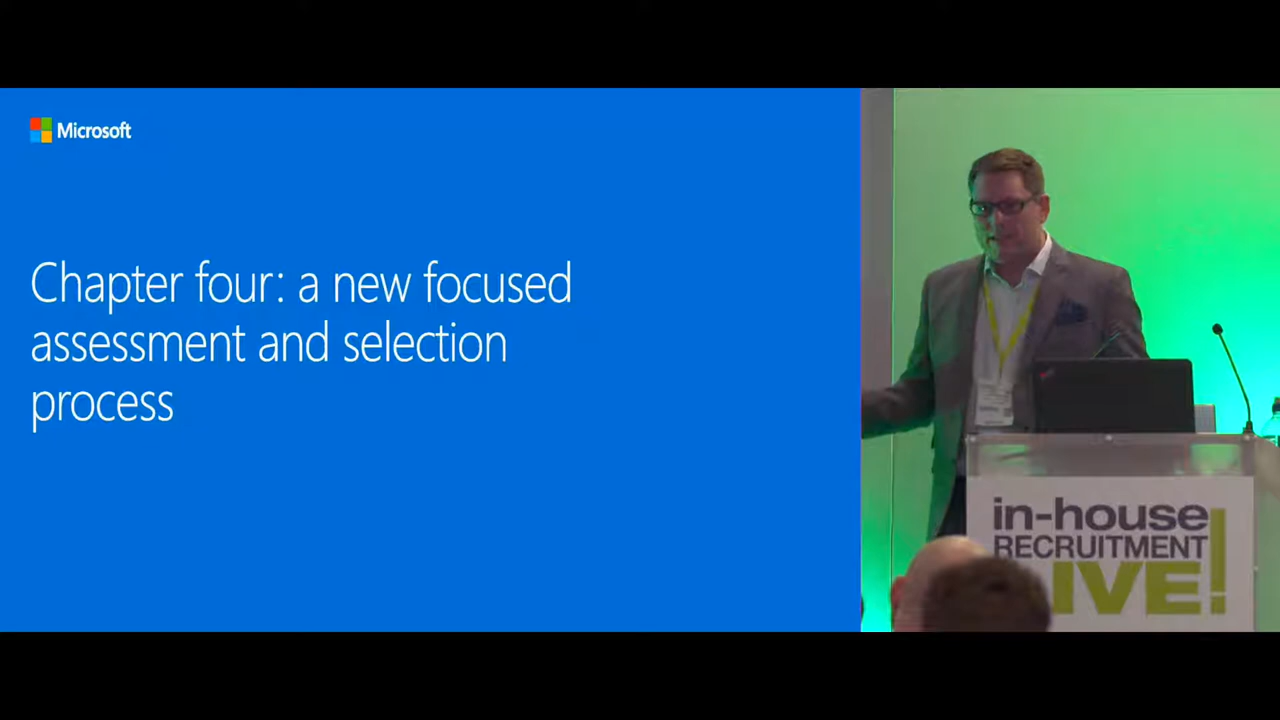 Microsoft
Chapter four: a new focused
assessment and selection
process
in-house
RECRUITMENT
LIVE!